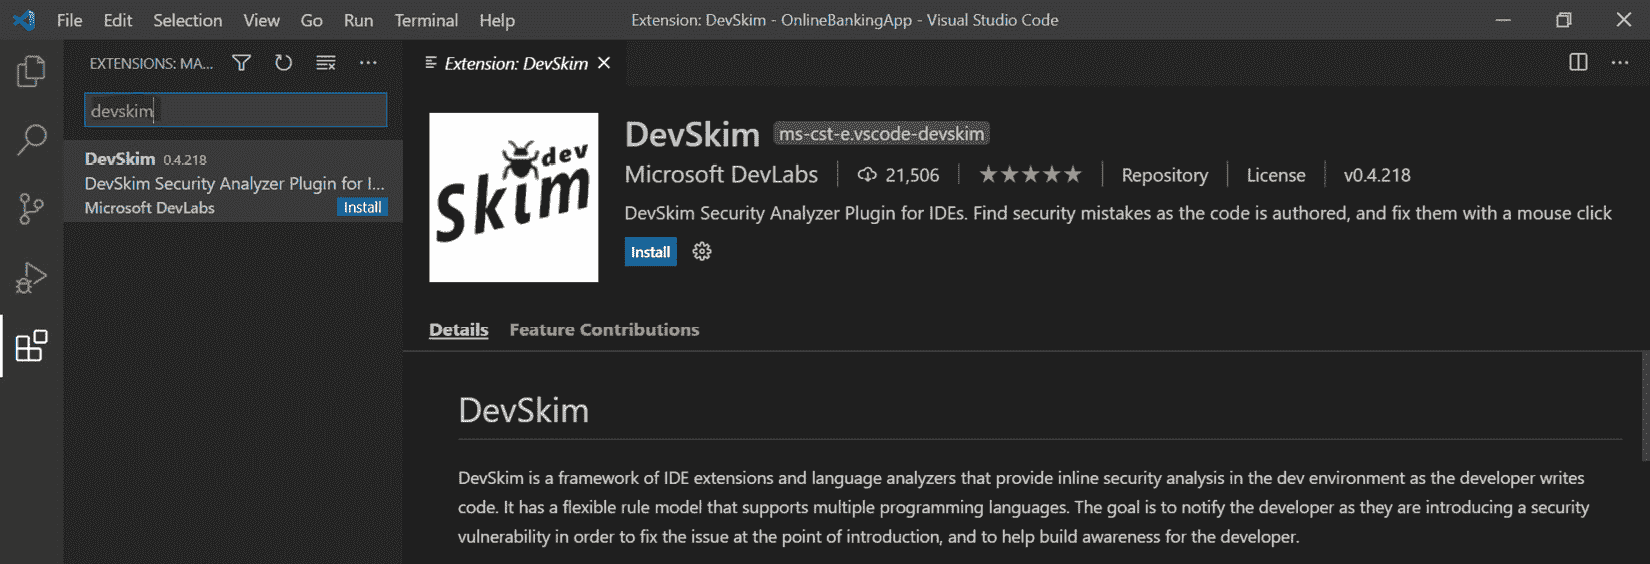 File Edit Selection View Go Run Terminal Help
Extension: DevSkim - OnlineBankingApp - Visual Studio Code
EXTENSIONS: MA...
devskim
DevSkim 0.4.218
DevSkim Security Analyzer Plugin for I...
Microsoft DevLabs Install
Extension: DevSkim
dev
skim
DevSkim ms-cst-e.vscode-devskim
Microsoft DevLabs 21,506 Repository License v0.4.218
DevSkim Security Analyzer Plugin for IDEs. Find security mistakes as the code is authored, and fix them with a mouse click
Install
Details Feature Contributions
DevSkim
DevSkim is a framework of IDE extensions and language analyzers that provide inline security analysis in the dev environment as the developer writes
code. It has a flexible rule model that supports multiple programming languages. The goal is to notify the developer as they are introducing a security
vulnerability in order to fix the issue at the point of introduction, and to help build awareness for the developer.